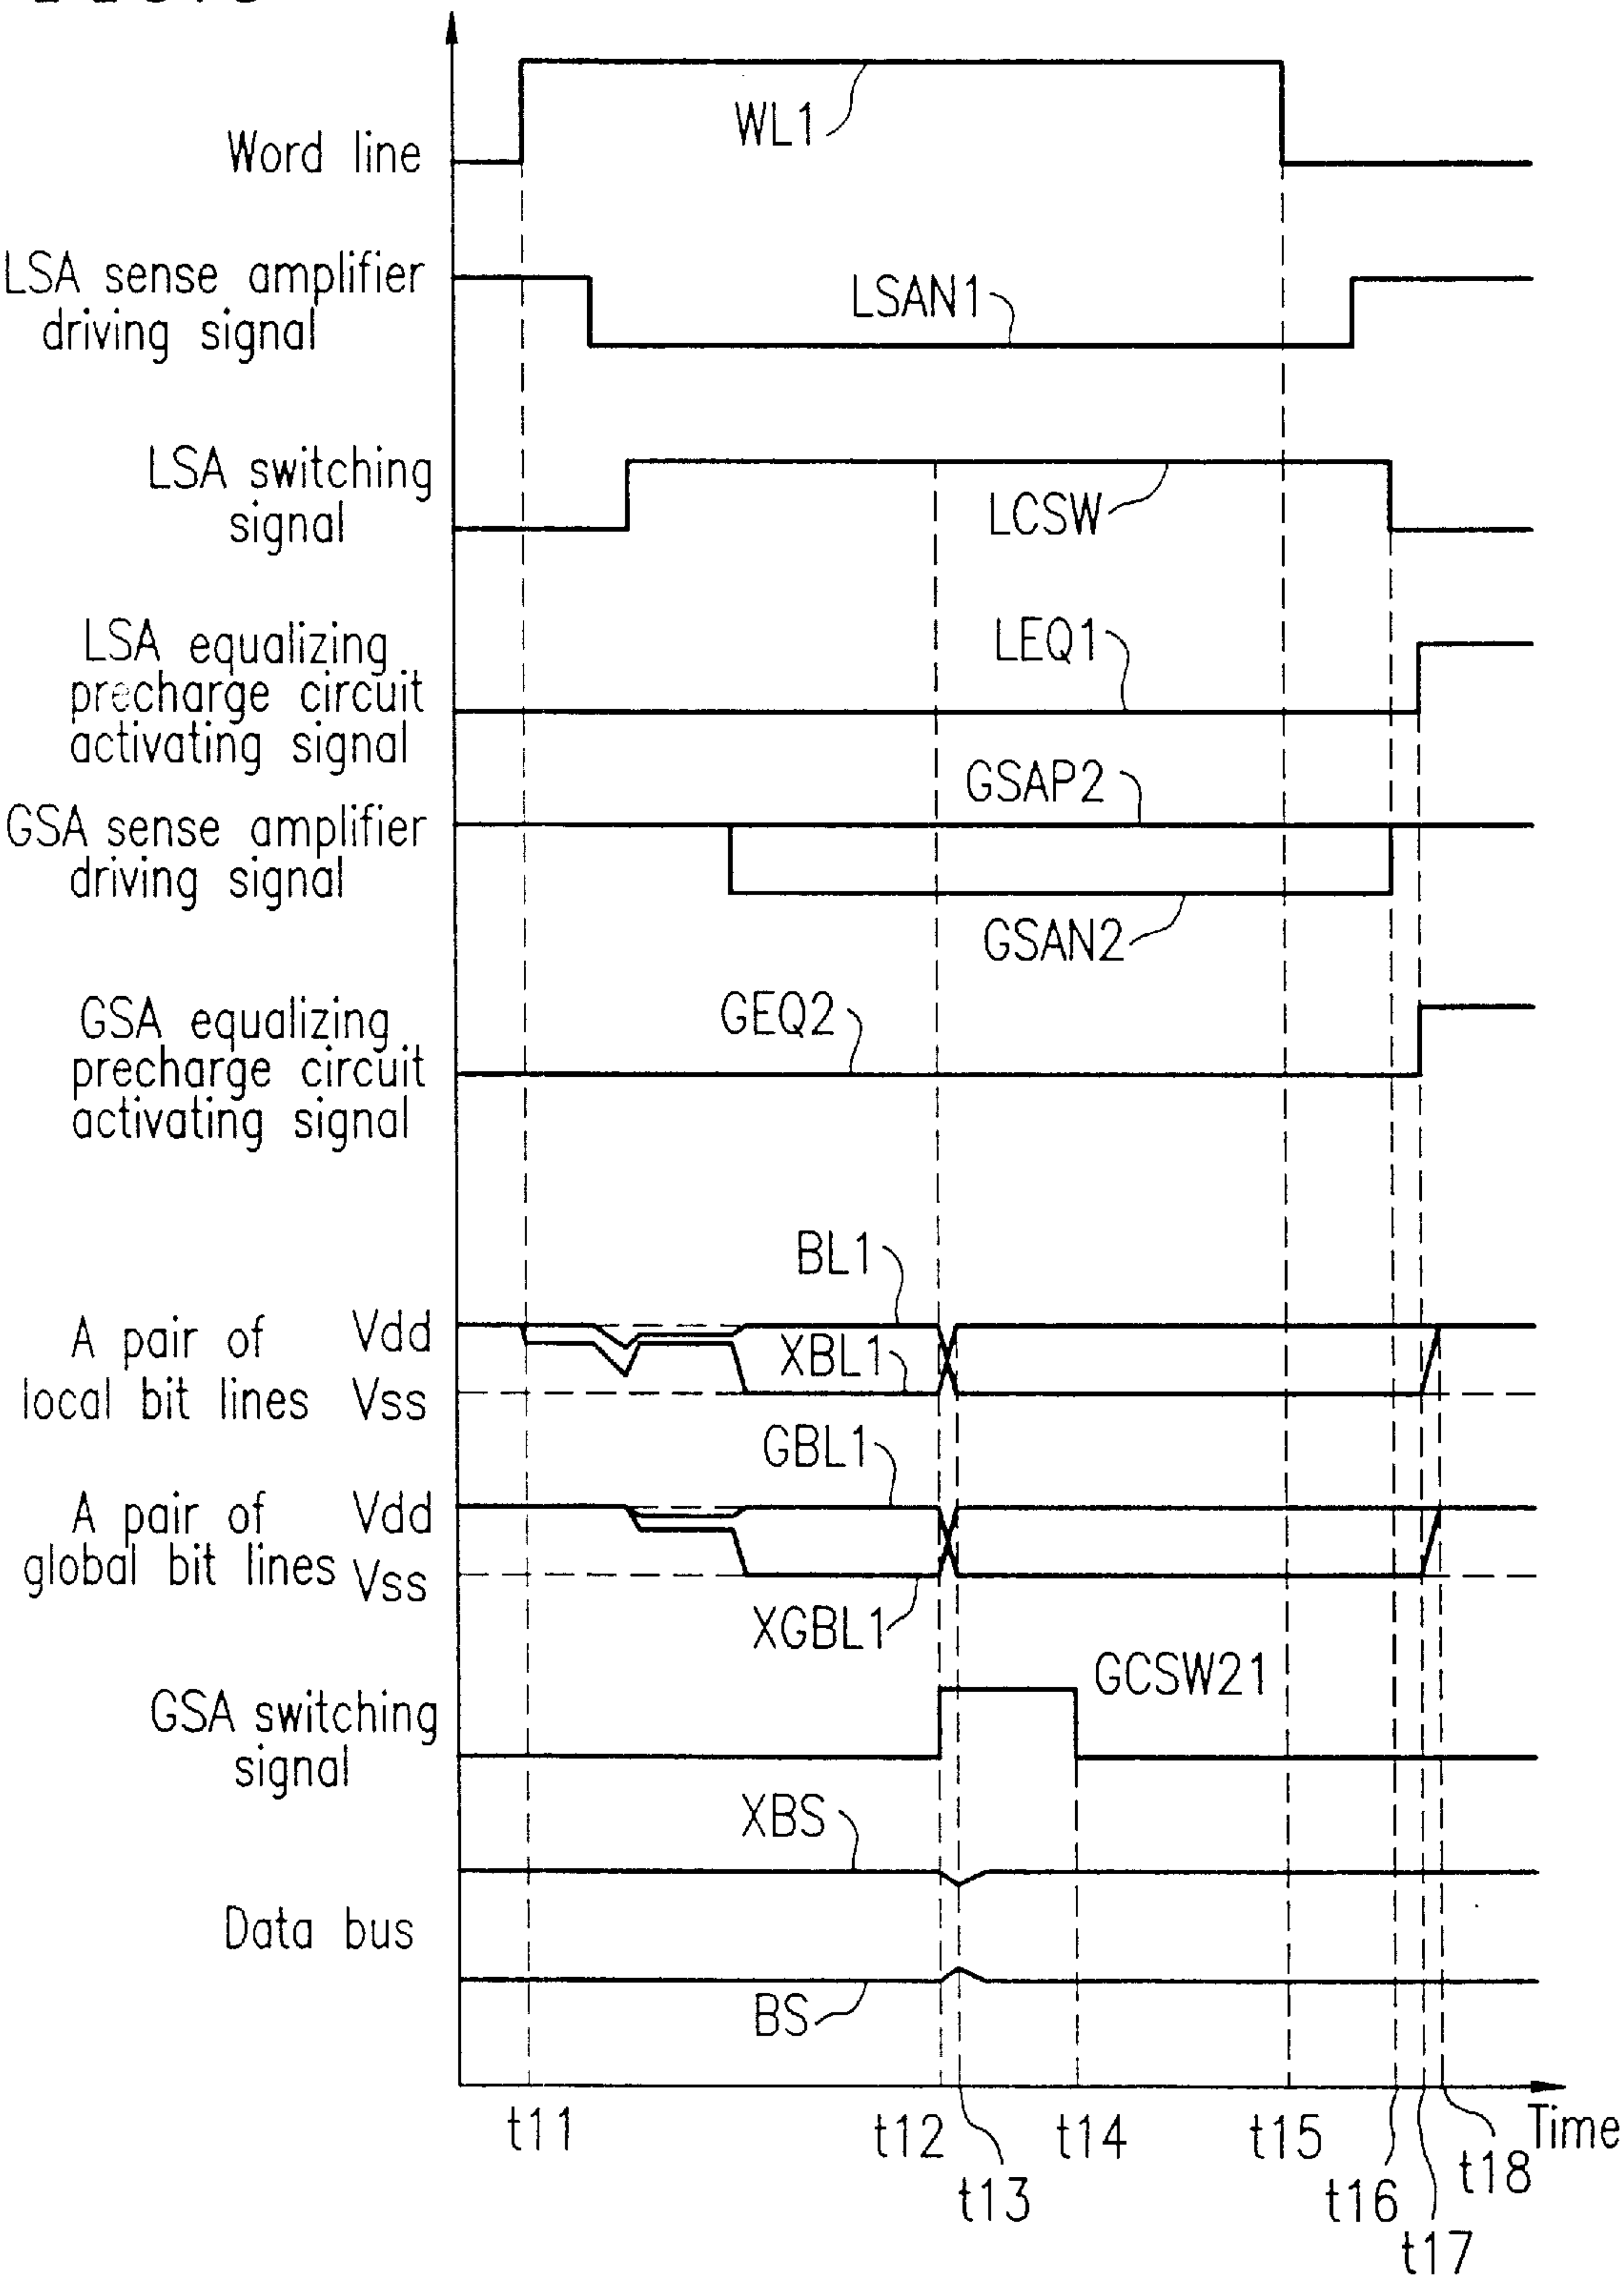 WL1
Word line
LSA sense amplifier
driving signal
LSAN1
LSA switching
signal
LCSW
LSA equalizing
precharge circuit
activating signal
LEQ1
GSAP2
GSA sense amplifier
driving signal
GSAN2
GSA equalizing
precharge circuit
activating signal
GEQ2
BL1
A pair of
local bit lines
Vdd
Vss
XBL1
GBL1
A pair of
global bit lines
Vdd
Vss
XGBL1
GCSW21
GSA switching
signal
XBS
Data bus
BS
t11
t12
t13
t14
t15
t16
t17
t18
Time